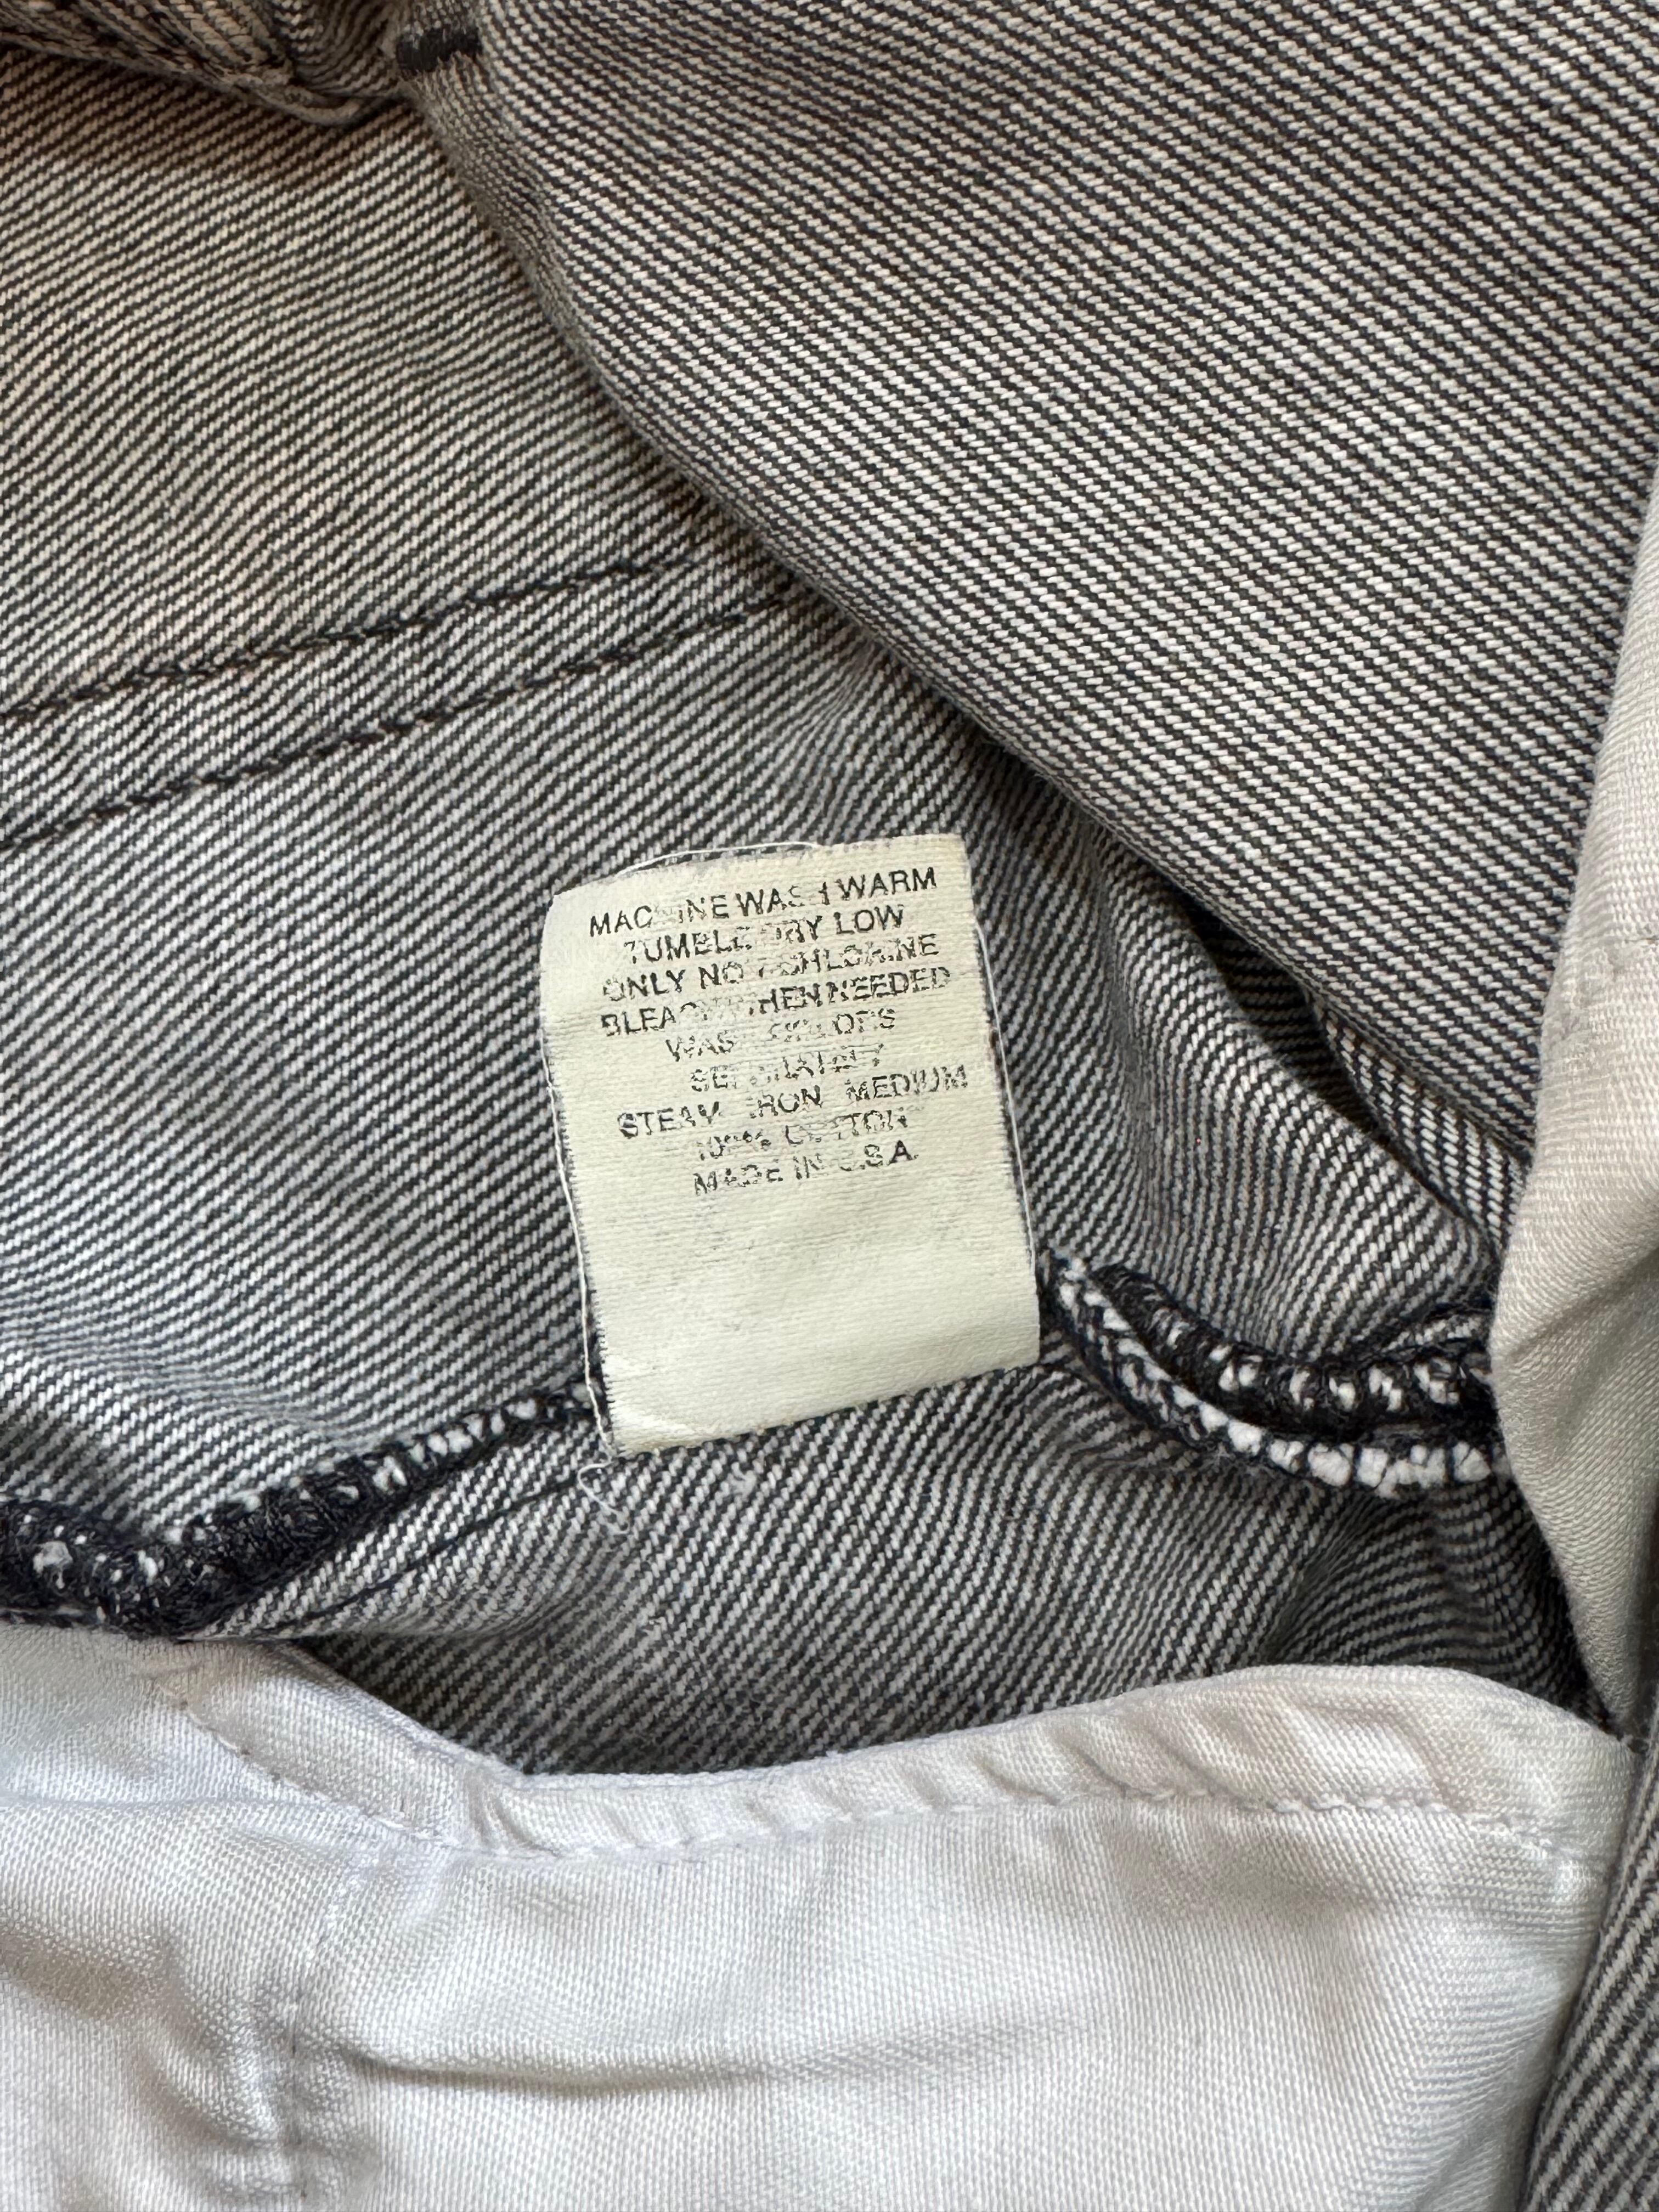 MACHINE WASH WARM
TUMBLE DRY LOW
ONLY NON-CHLORINE
BLEACH WHEN NEEDED
WASH COLORS
SEPARATELY
STEAM IRON MEDIUM
100% COTTON
MADE IN U.S.A.